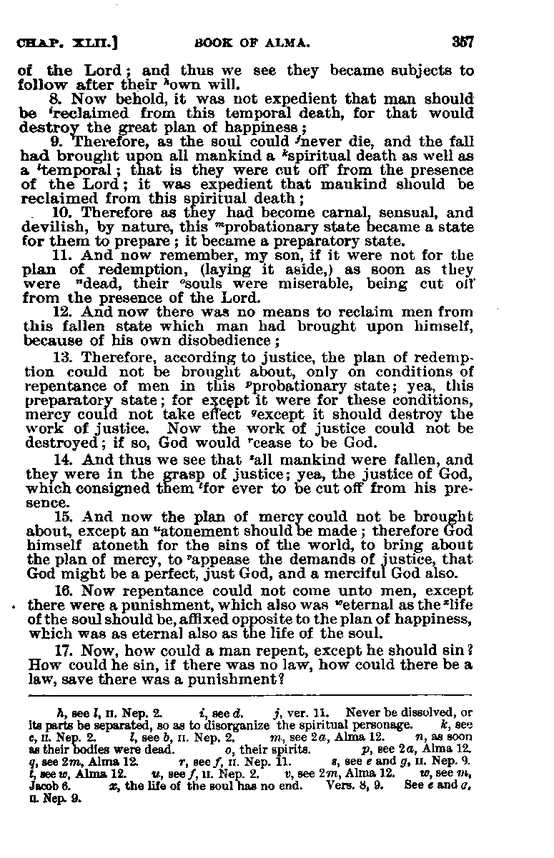 CHAP. XLII.] BOOK OF ALMA. 357
of the Lord; and thus we see they became subjects to
follow after their ʰown will.
8. Now behold, it was not expedient that man should
be ⁱreclaimed from this temporal death, for that would
destroy the great plan of happiness;
9. Therefore, as the soul could ʲnever die, and the fall
had brought upon all mankind a ᵏspiritual death as well as
a ˡtemporal; that is they were cut off from the presence
of the Lord; it was expedient that mankind should be
reclaimed from this spiritual death;
10. Therefore as they had become carnal, sensual, and
devilish, by nature, this ᵐprobationary state became a state
for them to prepare; it became a preparatory state.
11. And now remember, my son, if it were not for the
plan of redemption, (laying it aside,) as soon as they
were ⁿdead, their ᵒsouls were miserable, being cut off
from the presence of the Lord.
12. And now there was no means to reclaim men from
this fallen state which man had brought upon himself,
because of his own disobedience;
13. Therefore, according to justice, the plan of redemp-
tion could not be brought about, only on conditions of
repentance of men in this ᵖprobationary state; yea, this
preparatory state; for except it were for these conditions,
mercy could not take effect qexcept it should destroy the
work of justice. Now the work of justice could not be
destroyed; if so, God would ʳcease to be God.
14. And thus we see that ˢall mankind were fallen, and
they were in the grasp of justice; yea, the justice of God,
which consigned them ᵗfor ever to be cut off from his pre-
sence.
15. And now the plan of mercy could not be brought
about, except an ᵘatonement should be made; therefore God
himself atoneth for the sins of the world, to bring about
the plan of mercy, to ᵛappease the demands of justice, that
God might be a perfect, just God, and a merciful God also.
16. Now repentance could not come unto men, except
there were a punishment, which also was ʷeternal as the ˣlife
of the soul should be, affixed opposite to the plan of happiness,
which was as eternal also as the life of the soul.
17. Now, how could a man repent, except he should sin?
How could he sin, if there was no law, how could there be a
law, save there was a punishment?
h, see l, II. Nep. 2. i, see d. j, ver. 11. Never be dissolved, or
its parts be separated, so as to disorganize the spiritual personage. k, see
c, II. Nep. 2. l, see b, II. Nep. 2. m, see 2a, Alma 12. n, as soon
as their bodies were dead. o, their spirits. p, see 2a, Alma 12.
q, see 2m, Alma 12. r, see f, II. Nep. 11. s, see e and g, II. Nep. 9.
t, see w, Alma 12. u, see f, II. Nep. 2. v, see 2m, Alma 12. w, see m,
Jacob 6. x, the life of the soul has no end. Vers. 8, 9. See e and g,
II. Nep. 9.